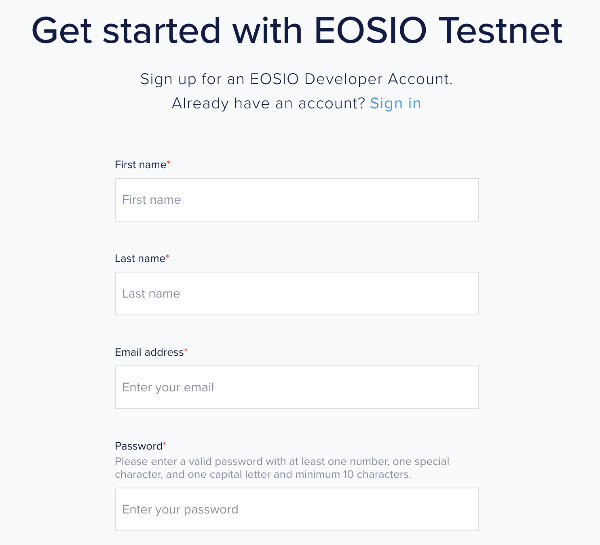 Get started with EOSIO Testnet
Sign up for an EOSIO Developer Account.
Already have an account? Sign in
First name*
First name
Last name*
Last name
Email address*
Enter your email
Password*
Please enter a valid password with at least one number, one special
character, and one capital letter and minimum 10 characters.
Enter your password